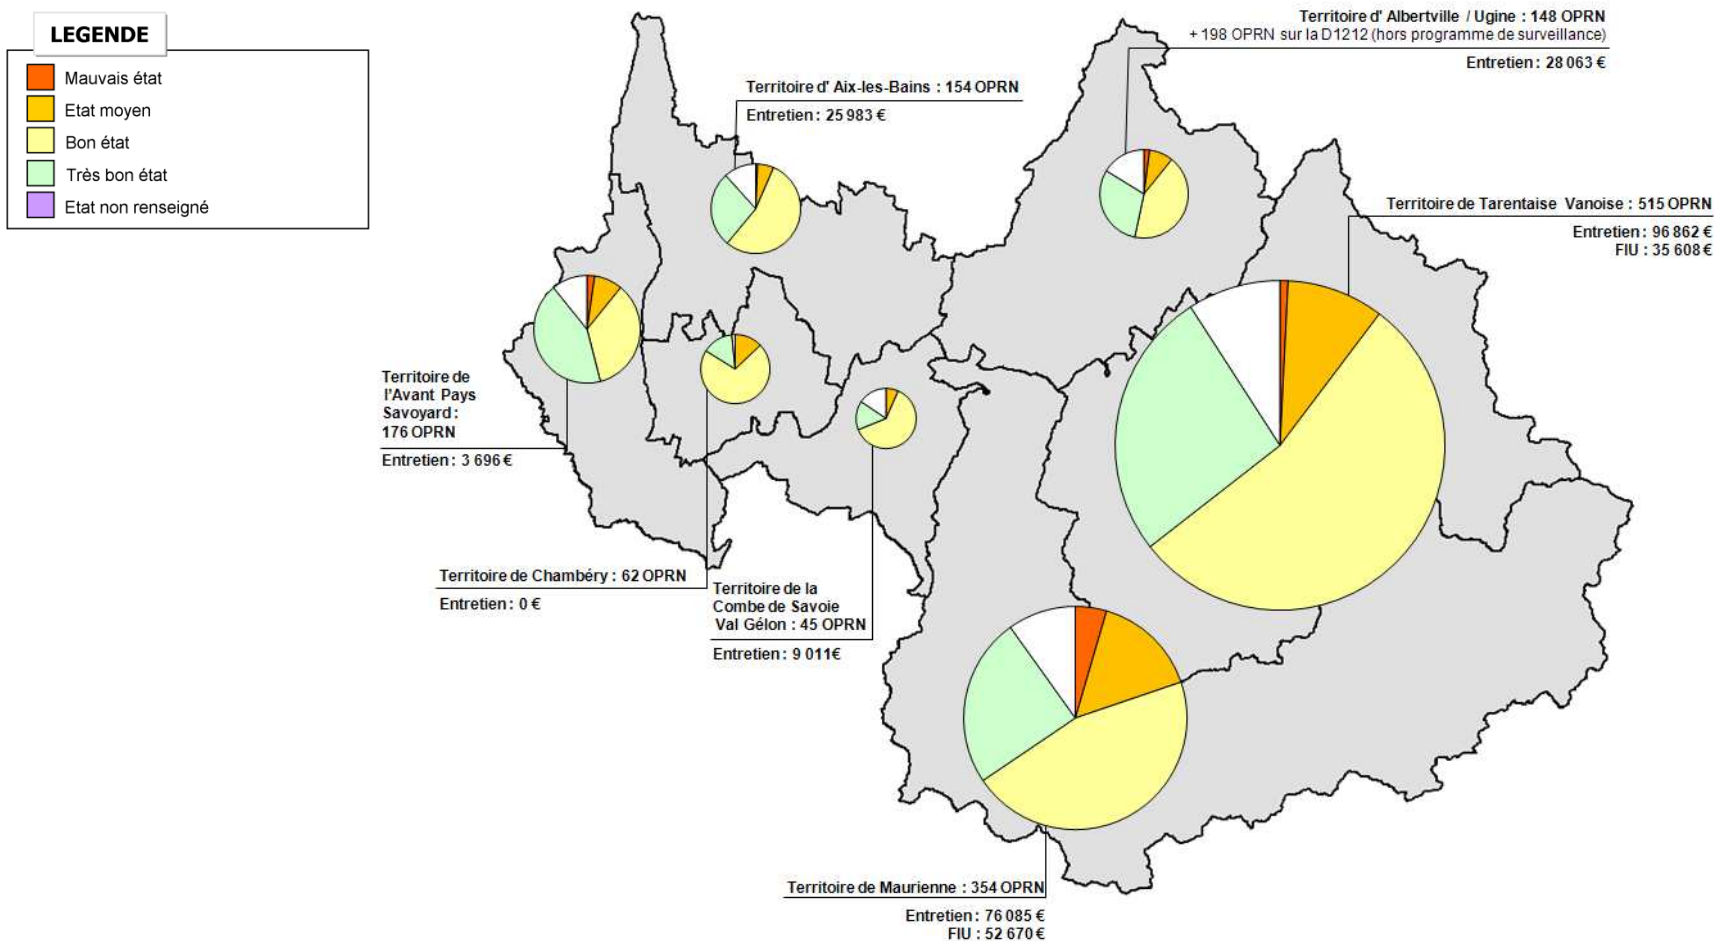 LEGENDE
Mauvais état
Etat moyen
Bon état
Très bon état
Etat non renseigné
Territoire d' Aix-les-Bains : 154 OPRN
Entretien : 25 983 €
Territoire d' Albertville / Ugine : 148 OPRN
+ 198 OPRN sur la D1212 (hors programme de surveillance)
Entretien : 28 063 €
Territoire de Tarentaise Vanoise : 515 OPRN
Entretien : 96 862 €
FIU : 35 608 €
Territoire de
l'Avant Pays
Savoyard :
176 OPRN
Entretien : 3 696 €
Territoire de Chambéry : 62 OPRN
Entretien : 0 €
Territoire de la
Combe de Savoie
Val Gélon : 45 OPRN
Entretien : 9 011€
Territoire de Maurienne : 354 OPRN
Entretien : 76 085 €
FIU : 52 670 €